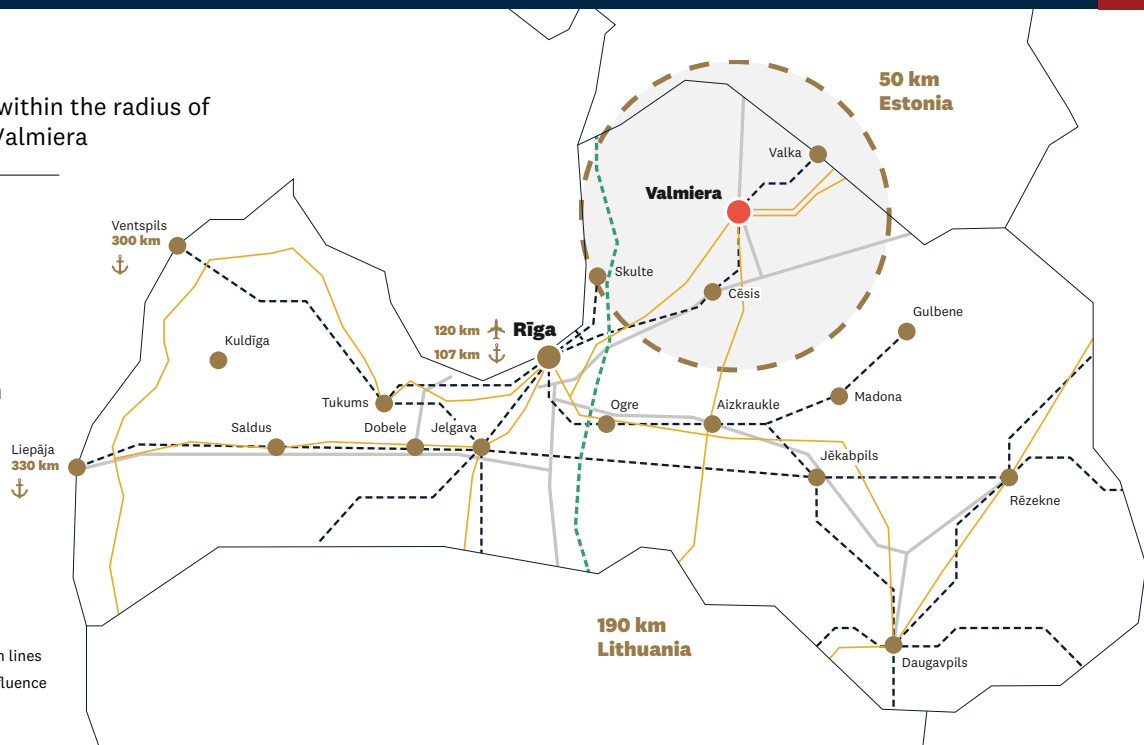 within the radius of
Valmiera
50 km
Estonia
Valka
Valmiera
Ventspils
300 km
Skulte
Cēsis
Gulbene
120 km
Rīga
107 km
Kuldīga
Madona
Tukums
Ogre
Aizkraukle
Saldus
Dobele
Jelgava
Liepāja
330 km
Jēkabpils
Rēzekne
190 km
Lithuania
lines
Daugavpils